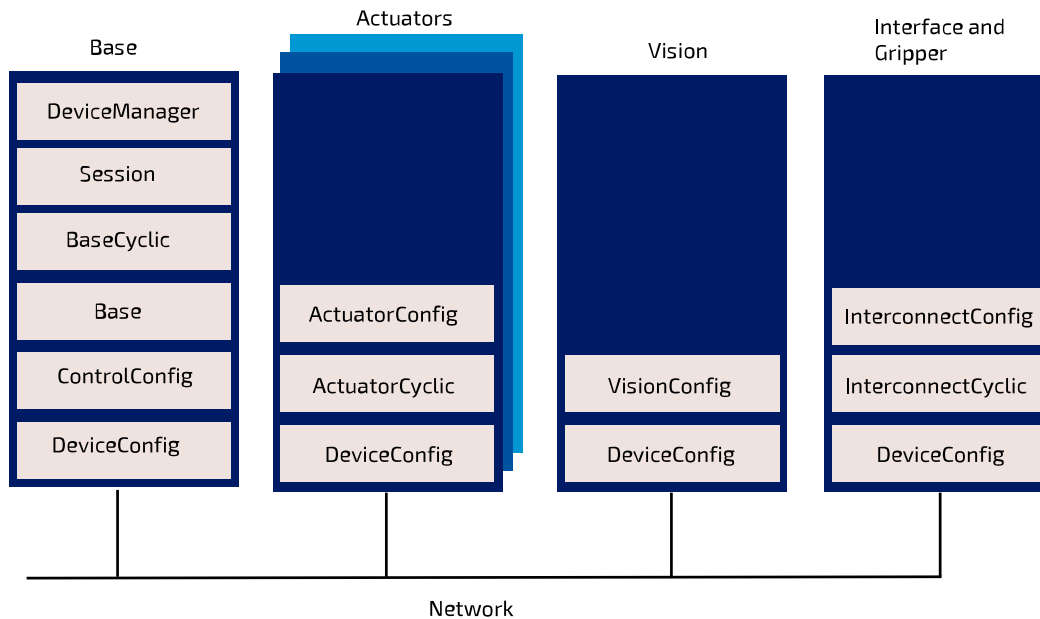 Base
DeviceManager
Session
BaseCyclic
Base
ControlConfig
DeviceConfig
Actuators
ActuatorConfig
ActuatorCyclic
DeviceConfig
Vision
VisionConfig
DeviceConfig
Interface and
Gripper
InterconnectConfig
InterconnectCyclic
DeviceConfig
Network